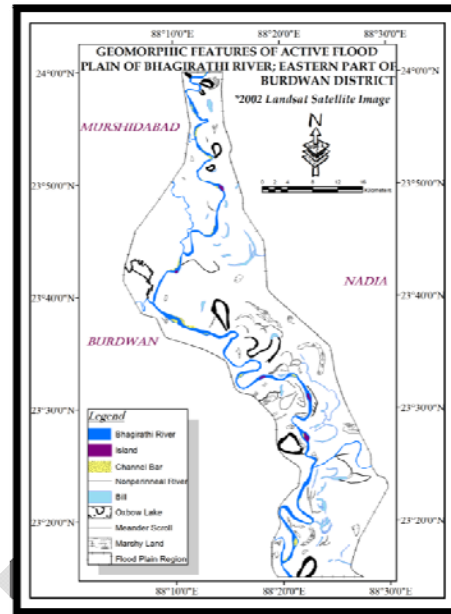 88°10'0"E 88°20'0"E 88°30'0"E
GEOMORPHIC FEATURES OF ACTIVE FLOOD
PLAIN OF BHAGIRATHI RIVER; EASTERN PART OF
BURDWAN DISTRICT
*2002 Landsat Satellite Image
24°0'0"N
24°0'0"N
N
MURSHIDABAD
Kilometers
23°50'0"N
23°50'0"N
NADIA
23°40'0"N
23°40'0"N
BURDWAN
23°30'0"N
23°30'0"N
Legend
Bhagirathi River
Island
Channel Bar
Nonperinneal River
Bill
Oxbow Lake
Meander Scroll
Marshy Land
Flood Plain Region
23°20'0"N
23°20'0"N
88°10'0"E 88°20'0"E 88°30'0"E